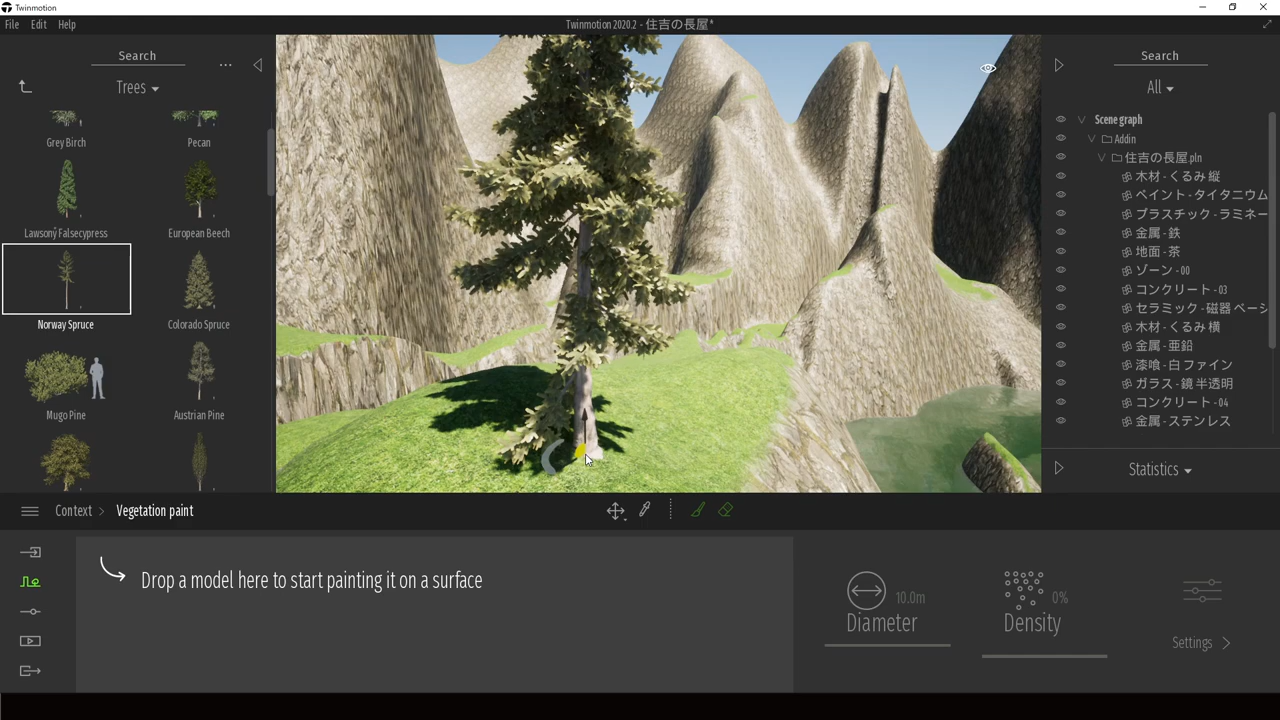 Twinmotion
File Edit Help
Twinmotion 2020.2 - 住吉の長屋*
Search
...
Trees
Grey Birch
Pecan
Lawsons Falsecypress
European Beech
Norway Spruce
Colorado Spruce
Mugo Pine
Austrian Pine
Search
All
Scene graph
Addin
住吉の長屋.pln
木材 - くるみ 縦
ペイント - タイタニウム
プラスチック - ラミネー
金属 - 鉄
地面 - 茶
ゾーン - 00
コンクリート - 03
セラミック - 磁器 ベーシ
木材 - くるみ 横
金属 - 亜鉛
漆喰 - 白 ファイン
ガラス - 鏡 半透明
コンクリート - 04
金属 - ステンレス
Statistics
Context > Vegetation paint
Drop a model here to start painting it on a surface
10.0m
Diameter
0%
Density
Settings